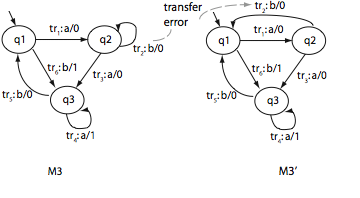 transfer
error
tr₂:b/0
q1
tr₁:a/0
q2
tr₂:b/0
tr₆:b/1
tr₃:a/0
tr₅:b/0
q3
tr₄:a/1
M3
q1
tr₁:a/0
q2
tr₆:b/1
tr₃:a/0
tr₅:b/0
q3
tr₄:a/1
M3'